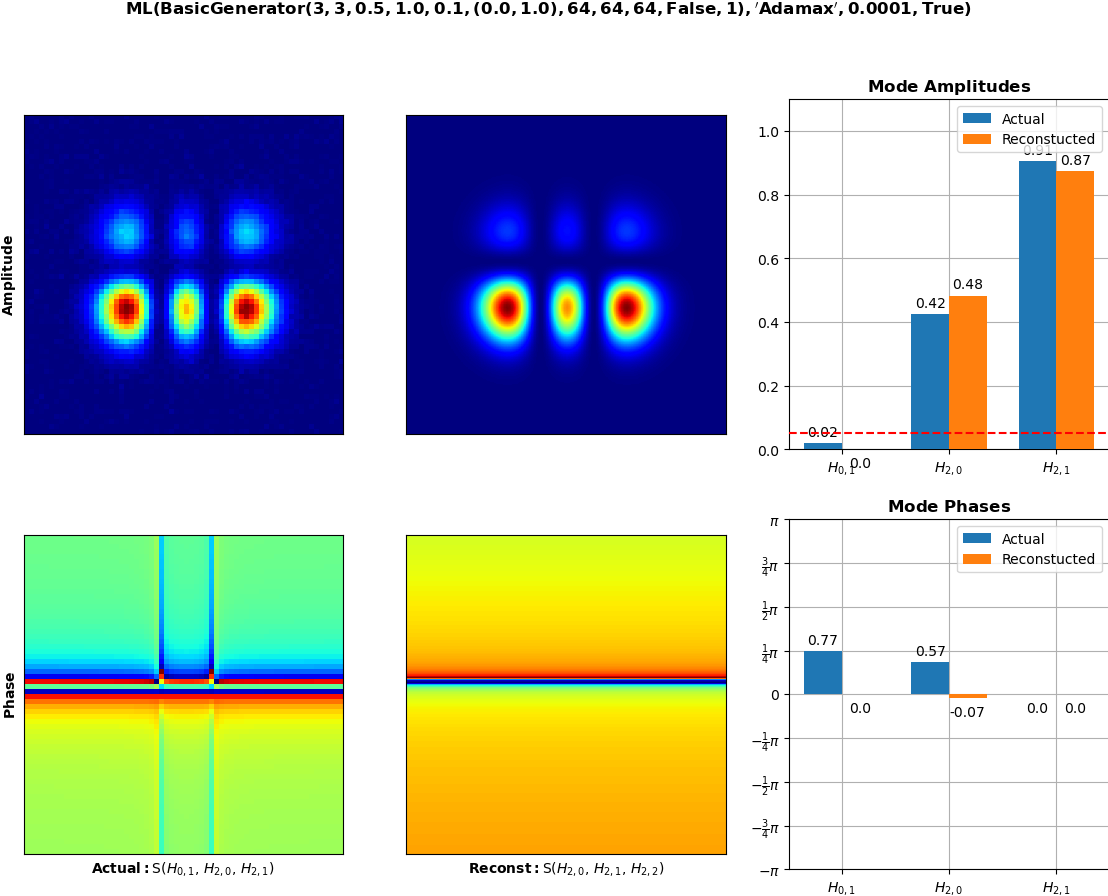 ML(BasicGenerator(3, 3, 0.5, 1.0, 0.1, (0.0, 1.0), 64, 64, 64, False, 1), ′Adamax′, 0.0001, True)
Amplitude
Mode Amplitudes
Actual
Reconstucted
1.0
0.8
0.6
0.4
0.2
0.0
0.02
0.0
0.42
0.48
0.91
0.87
H₀,₁
H₂,₀
H₂,₁
Phase
Actual: S(H₀,₁, H₂,₀, H₂,₁)
Reconst: S(H₂,₀, H₂,₁, H₂,₂)
Mode Phases
Actual
Reconstucted
π
3/4π
1/2π
1/4π
0
−1/4π
−1/2π
−3/4π
−π
0.77
0.0
0.57
-0.07
0.0
0.0
H₀,₁
H₂,₀
H₂,₁